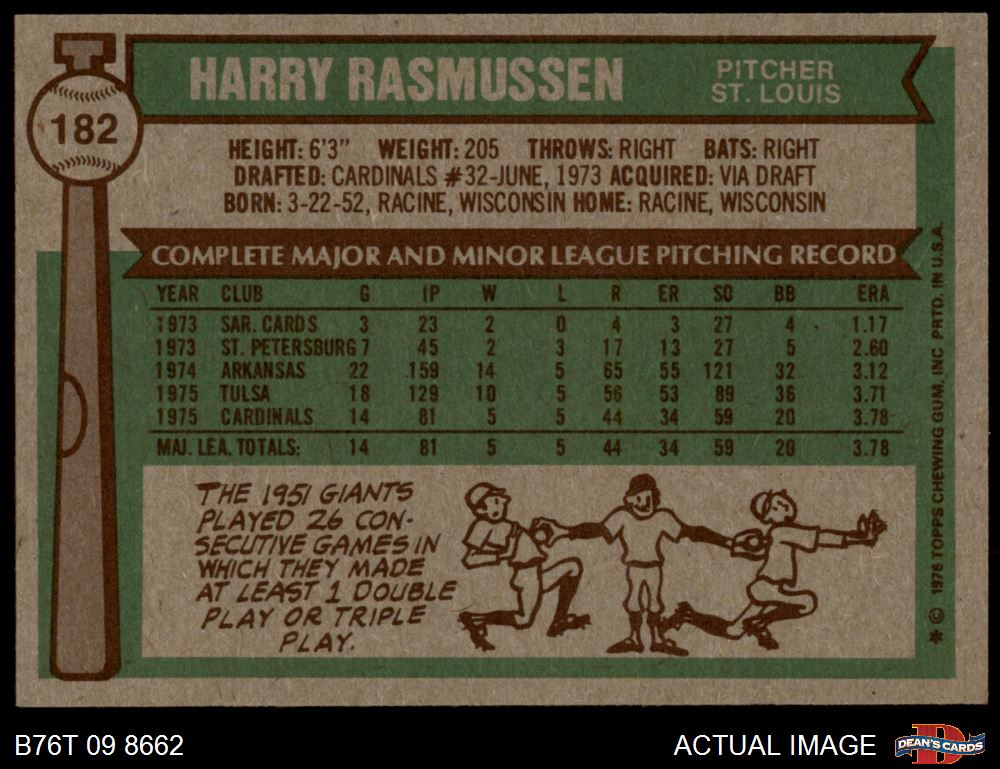 HARRY RASMUSSEN
PITCHER
ST. LOUIS
182
HEIGHT: 6'3" WEIGHT: 205 THROWS: RIGHT BATS: RIGHT
DRAFTED: CARDINALS #32-JUNE, 1973 ACQUIRED: VIA DRAFT
BORN: 3-22-52, RACINE, WISCONSIN HOME: RACINE, WISCONSIN
COMPLETE MAJOR AND MINOR LEAGUE PITCHING RECORD
YEAR CLUB G IP W L R ER SO BB ERA
1973 SAR. CARDS 3 23 2 0 4 3 27 4 1.17
1973 ST. PETERSBURG 7 45 2 3 17 13 27 5 2.60
1974 ARKANSAS 22 159 14 5 65 55 121 32 3.12
1975 TULSA 18 129 10 5 56 53 89 36 3.71
1975 CARDINALS 14 81 5 5 44 34 59 20 3.78
MAJ. LEA. TOTALS: 14 81 5 5 44 34 59 20 3.78
THE 1951 GIANTS
PLAYED 26 CON-
SECUTIVE GAMES IN
WHICH THEY MADE
AT LEAST 1 DOUBLE
PLAY OR TRIPLE
PLAY.
* © 1976 TOPPS CHEWING GUM, INC PRTD. IN U.S.A.
B76T 09 8662
ACTUAL IMAGE
D
DEAN'S CARDS